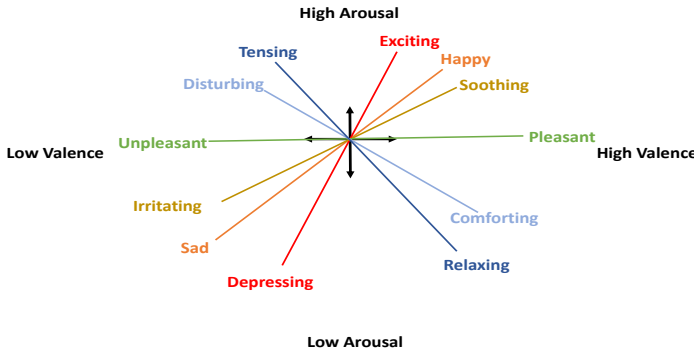 High Arousal
Exciting
Tensing
Happy
Disturbing
Soothing
Unpleasant
Pleasant
Low Valence
High Valence
Irritating
Comforting
Sad
Relaxing
Depressing
Low Arousal